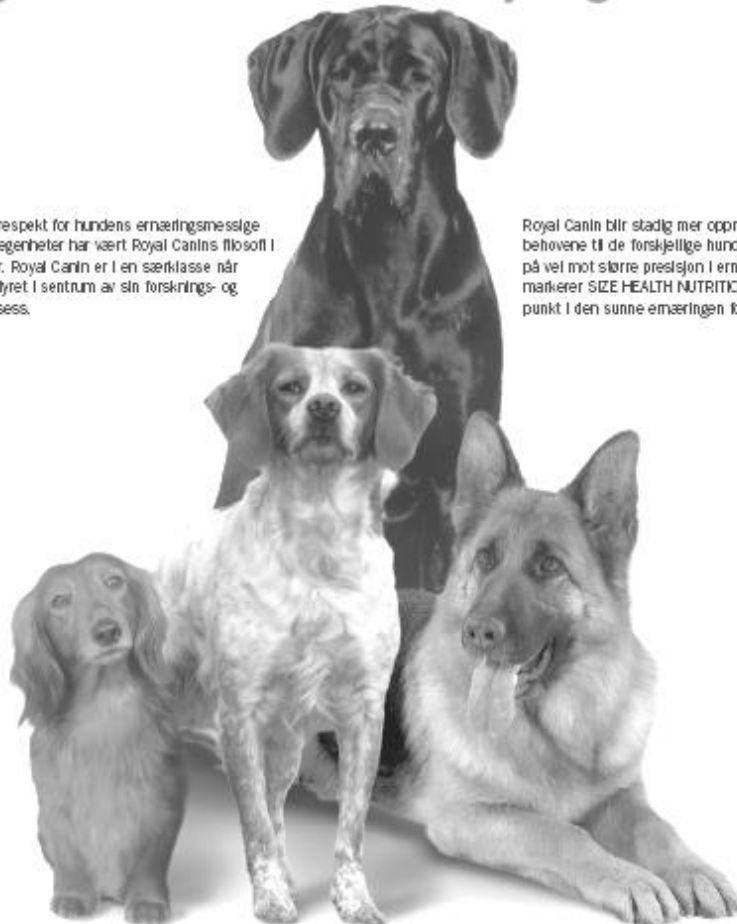 respekt for hundens ernæringsmessige
egenheter har vært Royal Canins filosofi i
r. Royal Canin er i en særklasse når
dyret i sentrum av sin forsknings- og
sess.
Royal Canin blir stadig mer oppr
behovene til de forskjellige hund
på vei mot større presisjon i ern
markerer SIZE HEALTH NUTRITIO
punkt i den sunne ernæringen fo